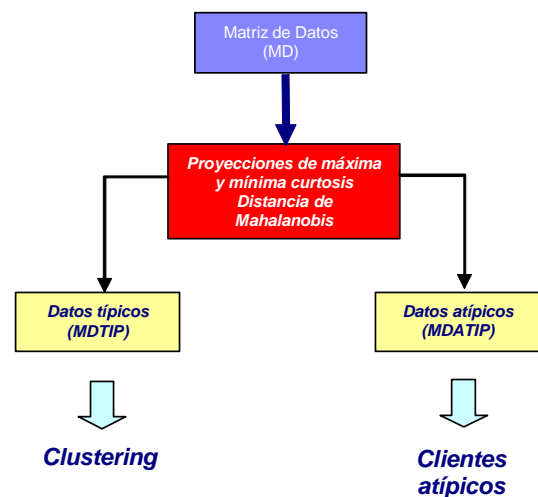 Matriz de Datos
(MD)
Proyecciones de máxima
y mínima curtosis
Distancia de
Mahalanobis
Datos típicos
(MDTIP)
Datos atípicos
(MDATIP)
Clustering
Clientes
atípicos